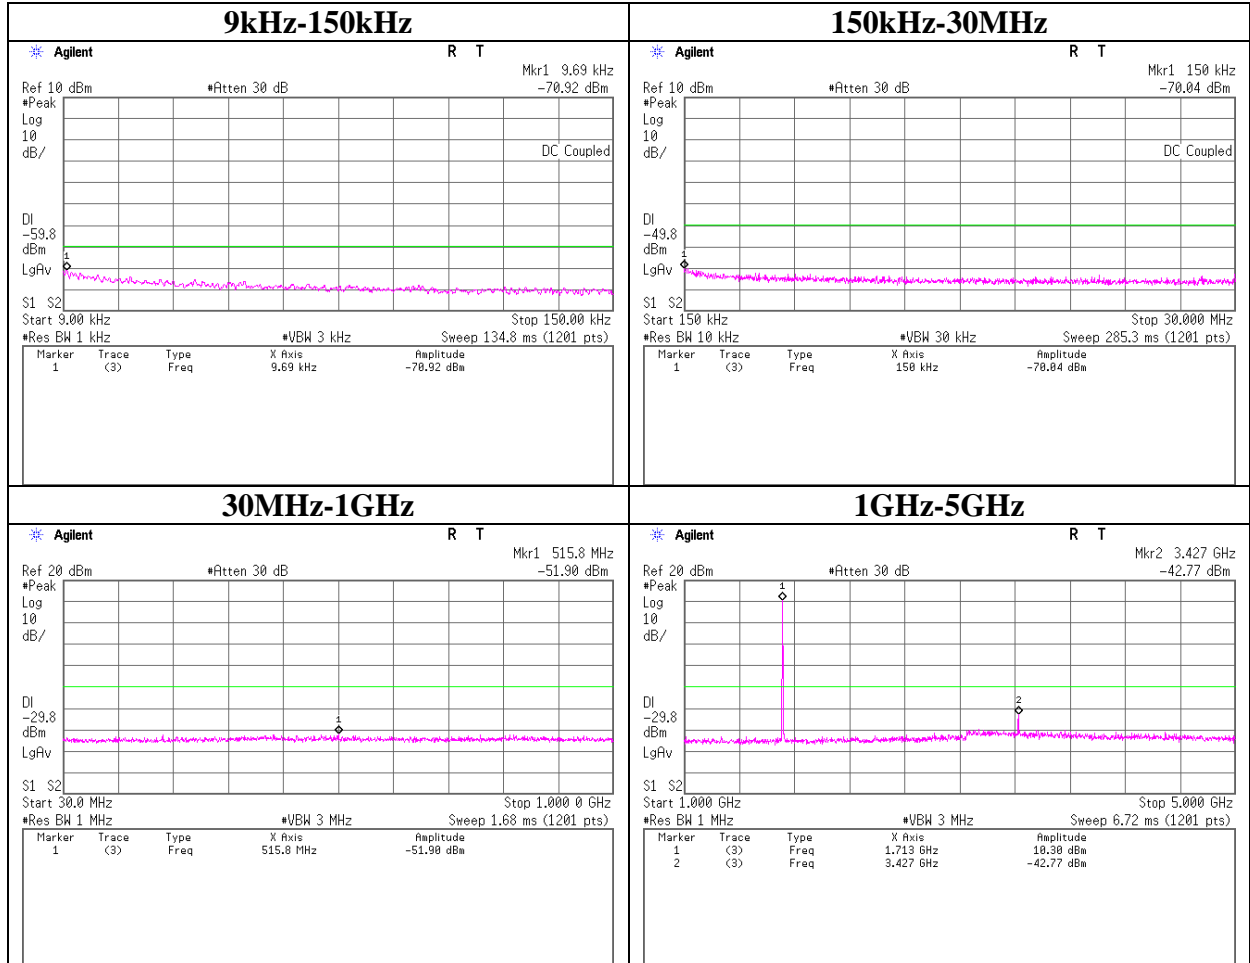 9kHz-150kHz
Agilent R T
Mkr1 9.69 kHz
Ref 10 dBm #Atten 30 dB -70.92 dBm
#Peak
Log
10
dB/
DC Coupled
DI
-59.8
dBm
LgAv
1
S1 S2
Start 9.00 kHz Stop 150.00 kHz
#Res BW 1 kHz #VBW 3 kHz Sweep 134.8 ms (1201 pts)
Marker Trace Type X Axis Amplitude
1 (3) Freq 9.69 kHz -70.92 dBm
150kHz-30MHz
Agilent R T
Mkr1 150 kHz
Ref 10 dBm #Atten 30 dB -70.04 dBm
#Peak
Log
10
dB/
DC Coupled
DI
-49.8
dBm
LgAv
1
S1 S2
Start 150 kHz Stop 30.000 MHz
#Res BW 10 kHz #VBW 30 kHz Sweep 285.3 ms (1201 pts)
Marker Trace Type X Axis Amplitude
1 (3) Freq 150 kHz -70.04 dBm
30MHz-1GHz
Agilent R T
Mkr1 515.8 MHz
Ref 20 dBm #Atten 30 dB -51.90 dBm
#Peak
Log
10
dB/
DI
-29.8
dBm
LgAv
1
S1 S2
Start 30.0 MHz Stop 1.000 0 GHz
#Res BW 1 MHz #VBW 3 MHz Sweep 1.68 ms (1201 pts)
Marker Trace Type X Axis Amplitude
1 (3) Freq 515.8 MHz -51.90 dBm
1GHz-5GHz
Agilent R T
Mkr2 3.427 GHz
Ref 20 dBm #Atten 30 dB -42.77 dBm
#Peak
1
Log
10
dB/
DI
2
-29.8
dBm
LgAv
S1 S2
Start 1.000 GHz Stop 5.000 GHz
#Res BW 1 MHz #VBW 3 MHz Sweep 6.72 ms (1201 pts)
Marker Trace Type X Axis Amplitude
1 (3) Freq 1.713 GHz 10.30 dBm
2 (3) Freq 3.427 GHz -42.77 dBm